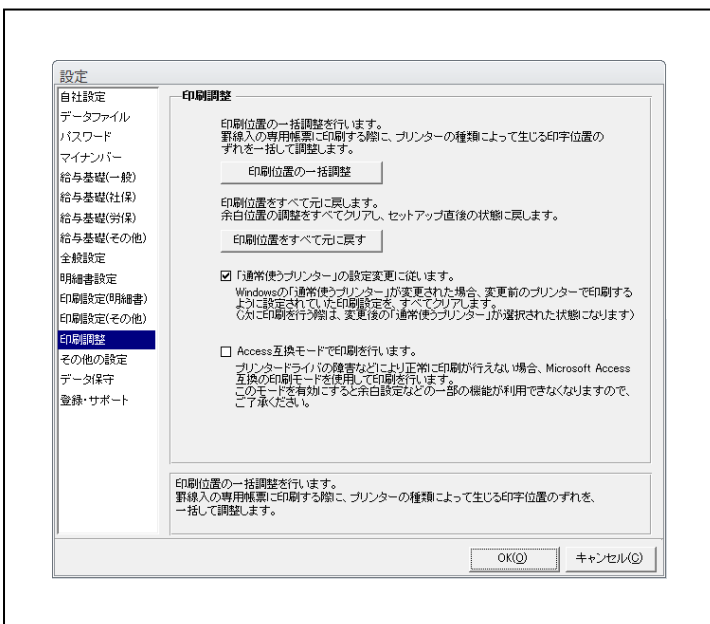 設定
自社設定
データファイル
パスワード
マイナンバー
給与基礎(一般)
給与基礎(社保)
給与基礎(労保)
給与基礎(その他)
全般設定
明細書設定
印刷設定(明細書)
印刷設定(その他)
印刷調整
その他の設定
データ保守
登録・サポート
印刷調整
印刷位置の一括調整を行います。
罫線入の専用帳票に印刷する際に、プリンターの種類によって生じる印字位置の
ずれを一括して調整します。
印刷位置の一括調整
印刷位置をすべて元に戻します。
余白位置の調整をすべてクリアし、セットアップ直後の状態に戻します。
印刷位置をすべて元に戻す
「通常使うプリンター」の設定変更に従います。
Windowsの「通常使うプリンター」が変更された場合、変更前のプリンターで印刷する
ように設定されていた印刷設定を、すべてクリアします。
(次に印刷を行う際は、変更後の「通常使うプリンター」が選択された状態になります)
Access互換モードで印刷を行います。
プリンタードライバの障害などにより正常に印刷が行えない場合、Microsoft Access
互換の印刷モードを使用して印刷を行います。
このモードを有効にすると余白設定などの一部の機能が利用できなくなりますので、
ご了承ください。
印刷位置の一括調整を行います。
罫線入の専用帳票に印刷する際に、プリンターの種類によって生じる印字位置のずれを、
一括して調整します。
OK(O)
キャンセル(C)